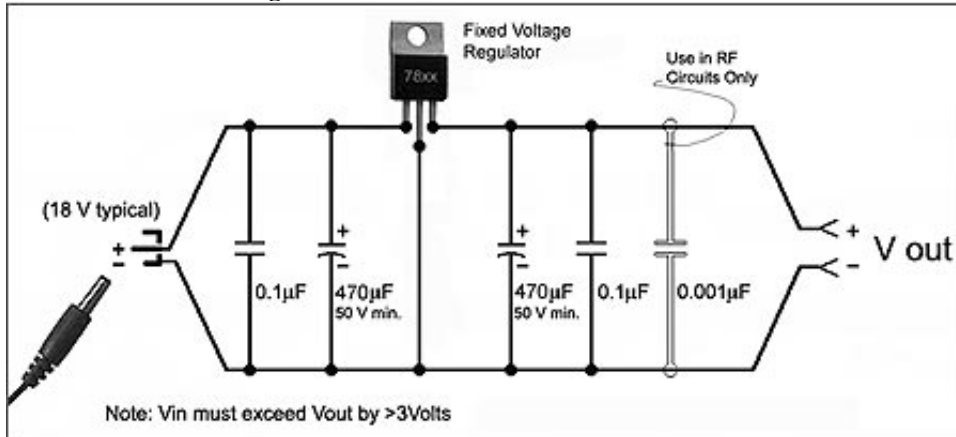 Fixed Voltage
Regulator
78xx
Use in RF
Circuits Only
(18 V typical)
+
−
+
−
+
−
+
−
V out
0.1µF
470µF
50 V min.
470µF
50 V min.
0.1µF
0.001µF
Note: Vin must exceed Vout by >3Volts